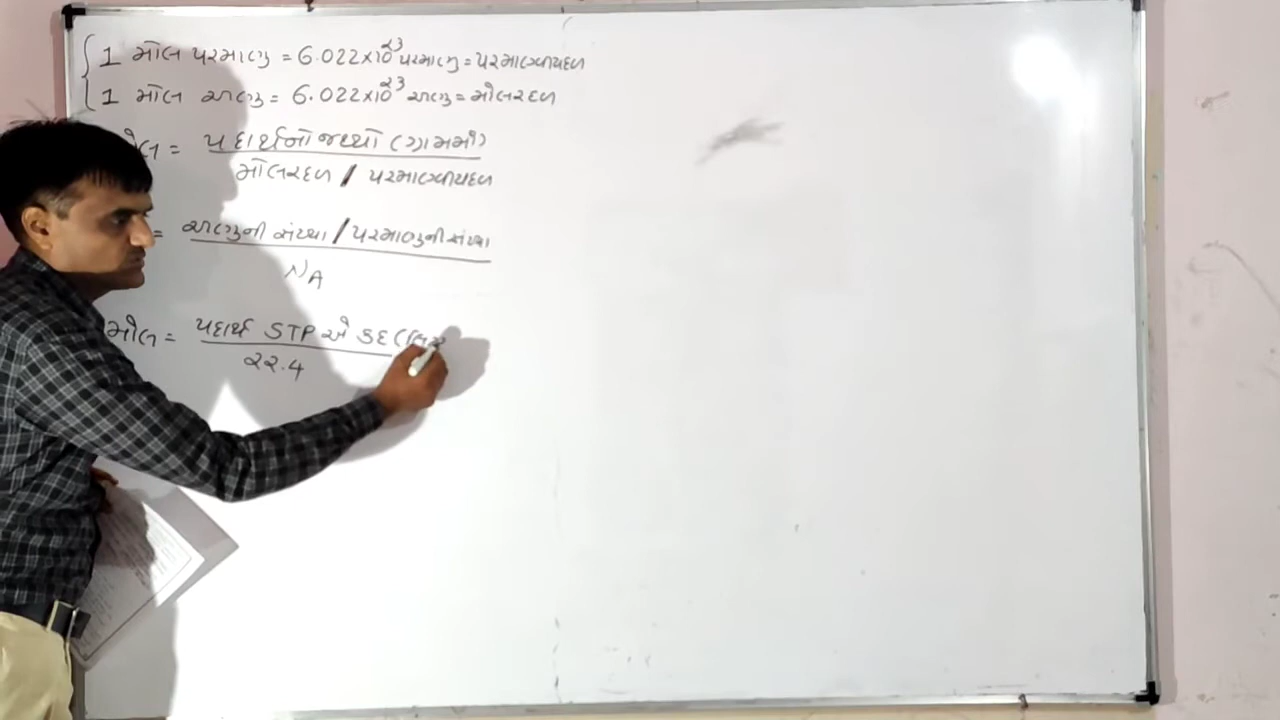 1 મોલ પરમાણુ = 6.022×10²³ પરમાણુ = પરમાણ્વીયદળ
1 મોલ અણુ = 6.022×10²³ અણુ = મોલરદળ
મોલ = પદાર્થનો જથ્થો (ગ્રામમાં)
મોલરદળ / પરમાણ્વીયદળ
= અણુની સંખ્યા / પરમાણુની સંખ્યા
NA
મોલ = પદાર્થ STP એ કદ (લિટર
22.4